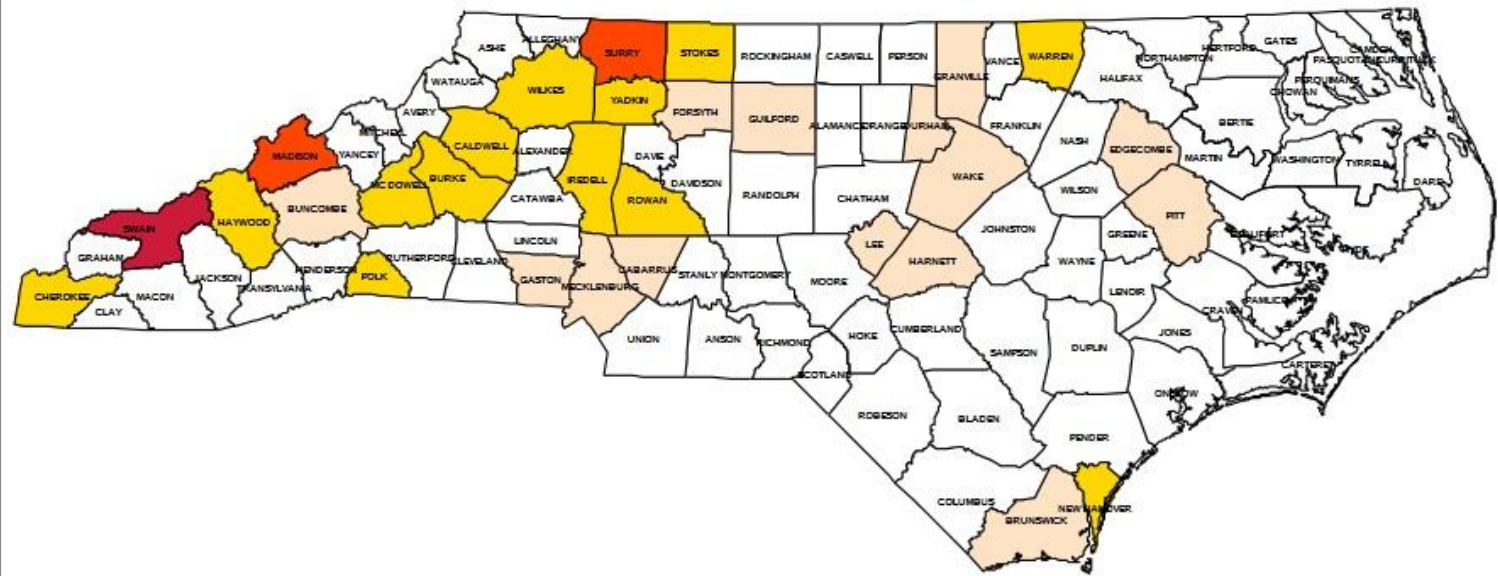 ASHE
ALLEGHANY
SURRY
STOKES
ROCKINGHAM
CASWELL
PERSON
GRANVILLE
VANCE
WARREN
HALIFAX
NORTHAMPTON
HERTFORD
GATES
CAMDEN
PASQUOTANK
CURRITUCK
PERQUIMANS
CHOWAN
WATAUGA
WILKES
YADKIN
FORSYTH
GUILFORD
ALAMANCE
ORANGE
DURHAM
FRANKLIN
NASH
EDGECOMBE
BERTIE
MARTIN
WASHINGTON
TYRRELL
DARE
AVERY
MITCHELL
YANCEY
MADISON
CALDWELL
ALEXANDER
IREDELL
DAVIE
DAVIDSON
RANDOLPH
CHATHAM
WAKE
WILSON
PITT
BEAUFORT
HYDE
MC DOWELL
BURKE
CATAWBA
ROWAN
JOHNSTON
GREENE
HAYWOOD
BUNCOMBE
SWAIN
GRAHAM
JACKSON
HENDERSON
POLK
RUTHERFORD
CLEVELAND
LINCOLN
GASTON
MECKLENBURG
CABARRUS
STANLY
MONTGOMERY
MOORE
LEE
HARNETT
WAYNE
LENOIR
CRAVEN
PAMLICO
CHEROKEE
CLAY
MACON
TRANSYLVANIA
UNION
ANSON
RICHMOND
SCOTLAND
HOKE
CUMBERLAND
SAMPSON
DUPLIN
JONES
CARTERET
ONSLOW
ROBESON
BLADEN
PENDER
COLUMBUS
BRUNSWICK
NEW HANOVER